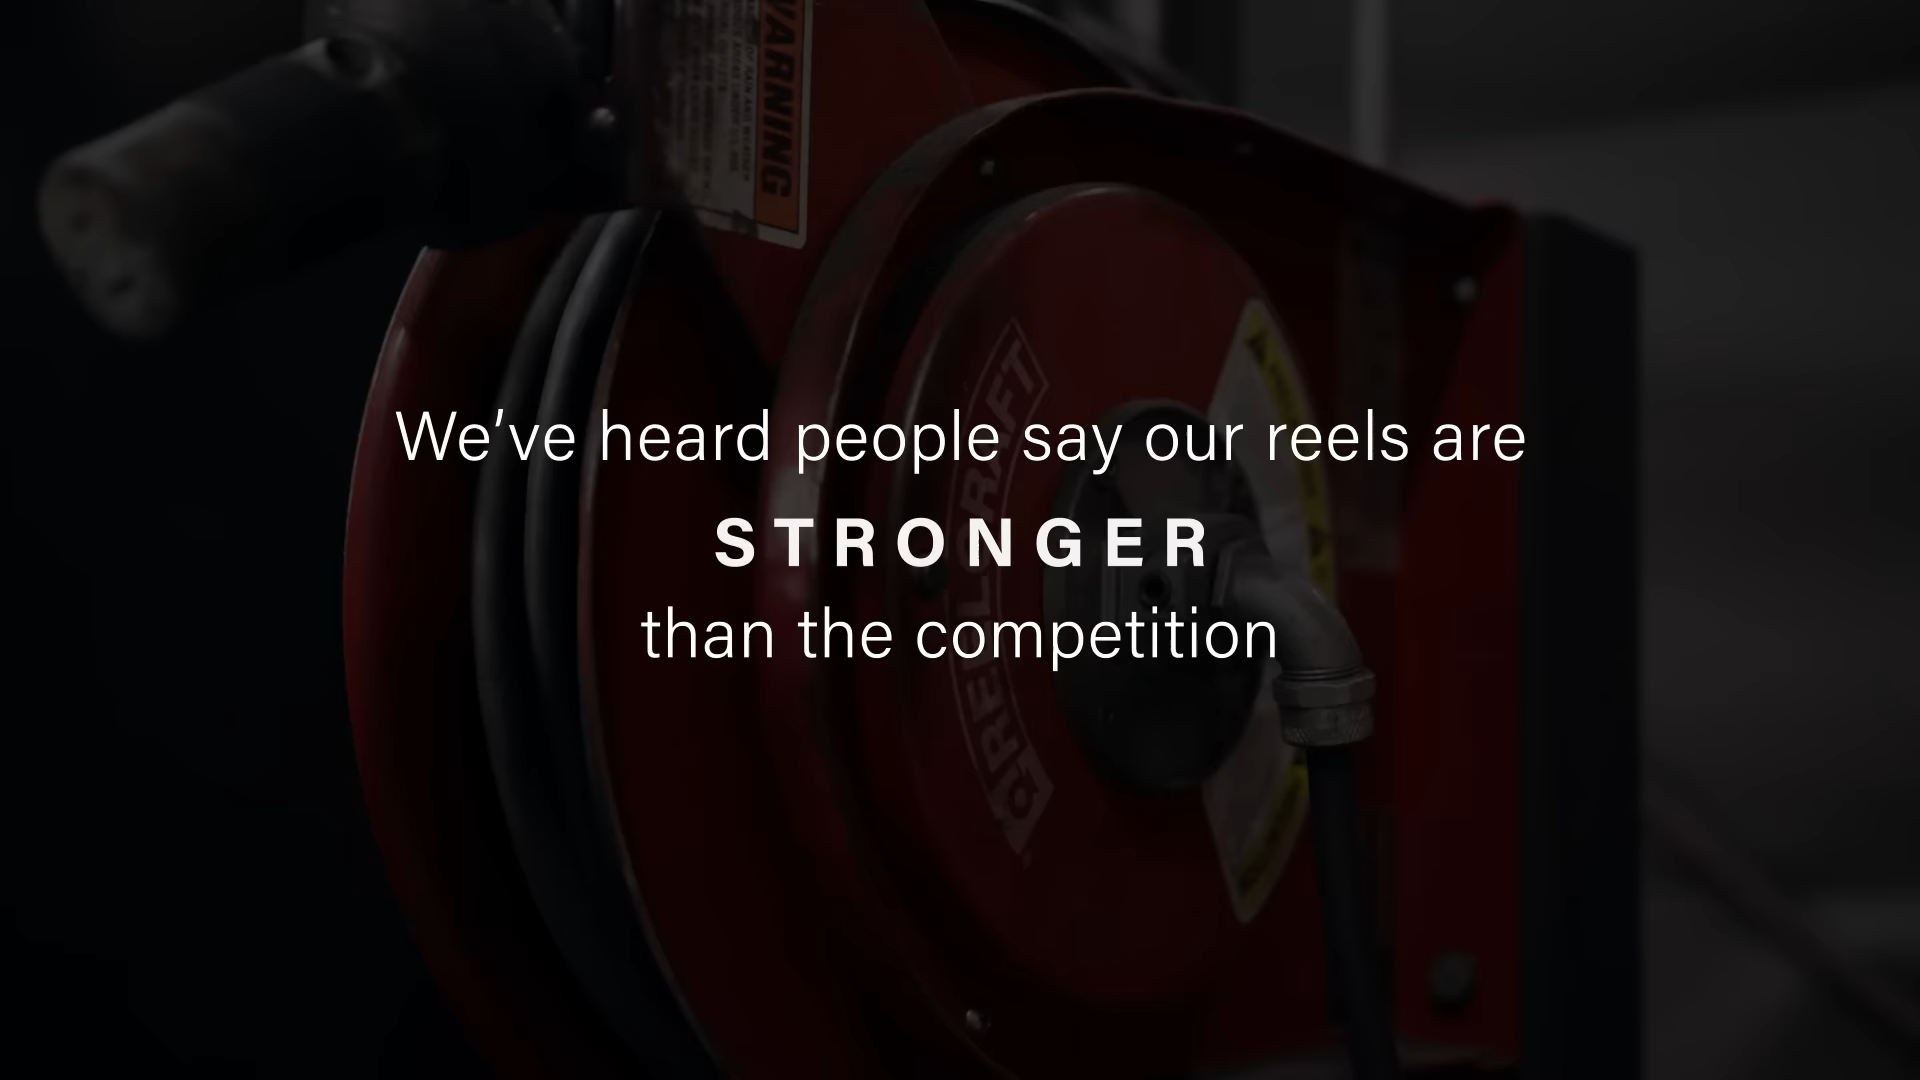 WARNING
We've heard people say our reels are
STRONGER
than the competition
REELCRAFT